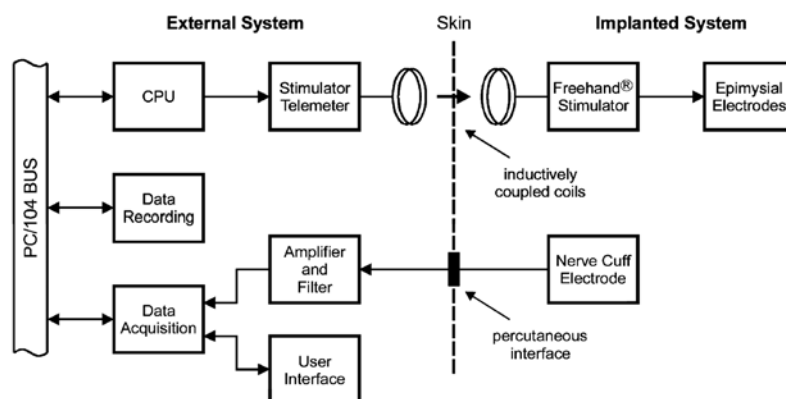 External System
Skin
Implanted System
CPU
Stimulator
Telemeter
Freehand®
Stimulator
Epimysial
Electrodes
inductively
coupled coils
PC/104 BUS
Data
Recording
Amplifier
and
Filter
Nerve Cuff
Electrode
Data
Acquisition
percutaneous
interface
User
Interface